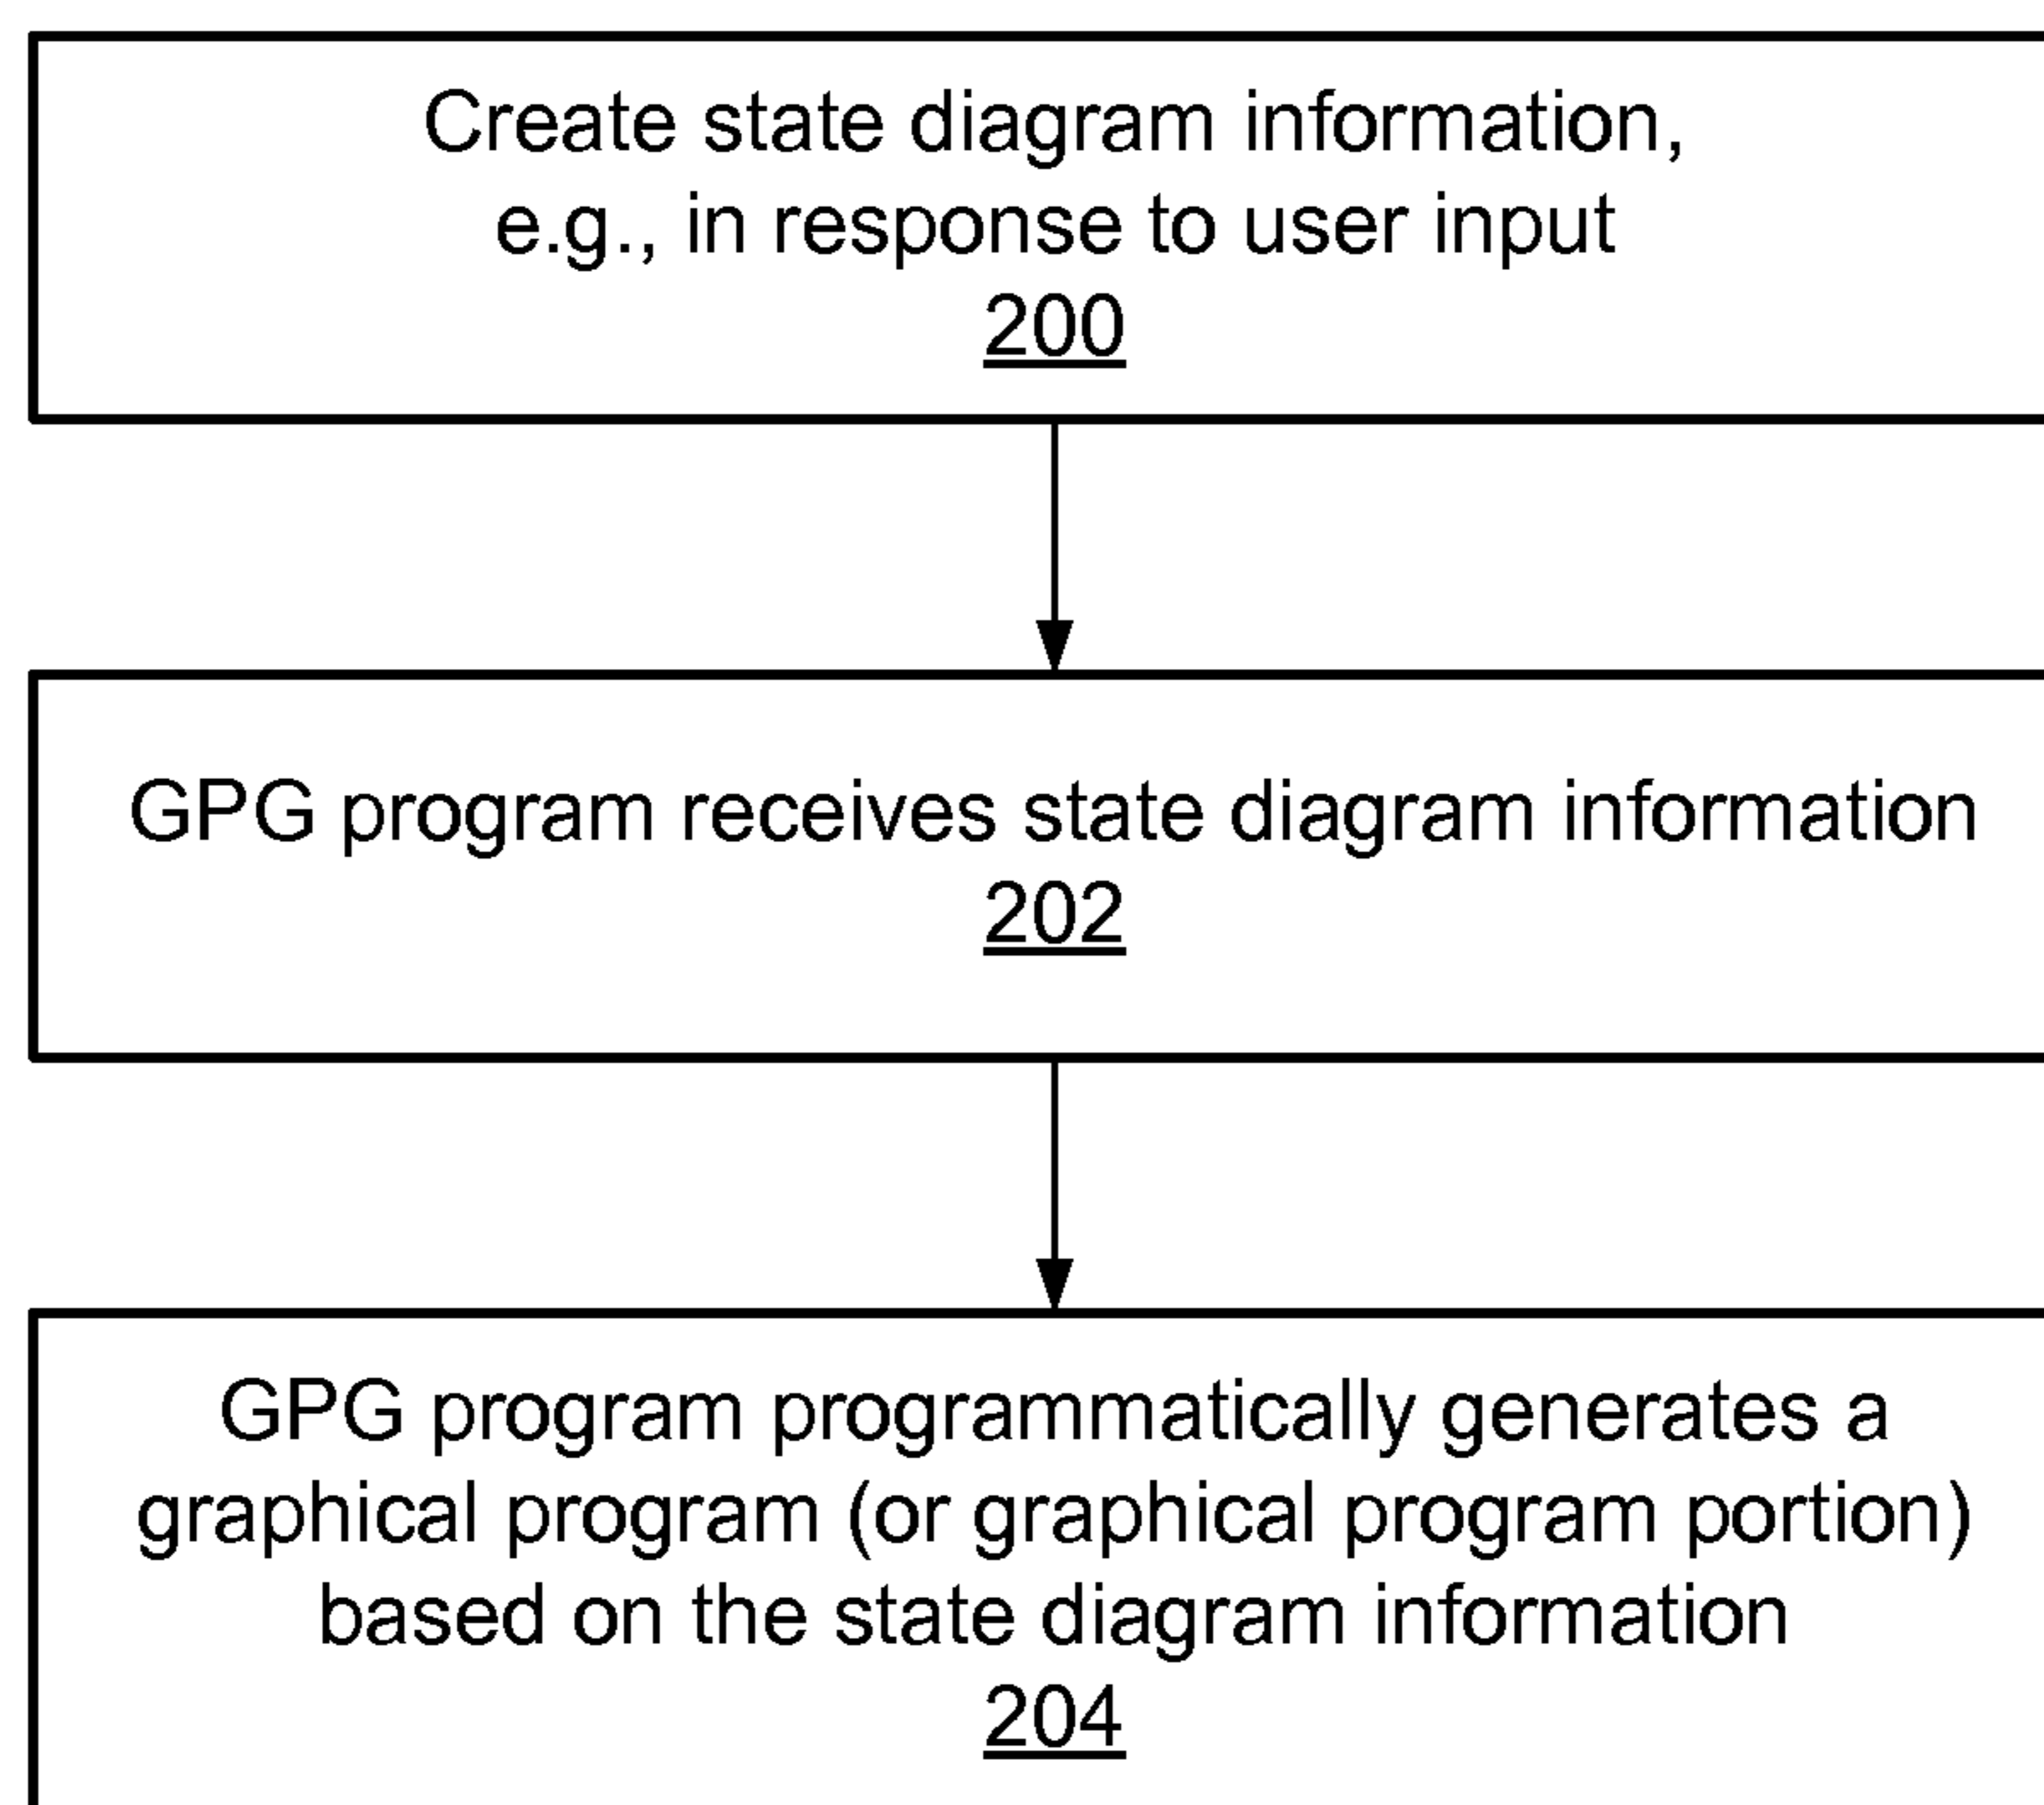 Create state diagram information,
e.g., in response to user input
200
GPG program receives state diagram information
202
GPG program programmatically generates a
graphical program (or graphical program portion)
based on the state diagram information
204